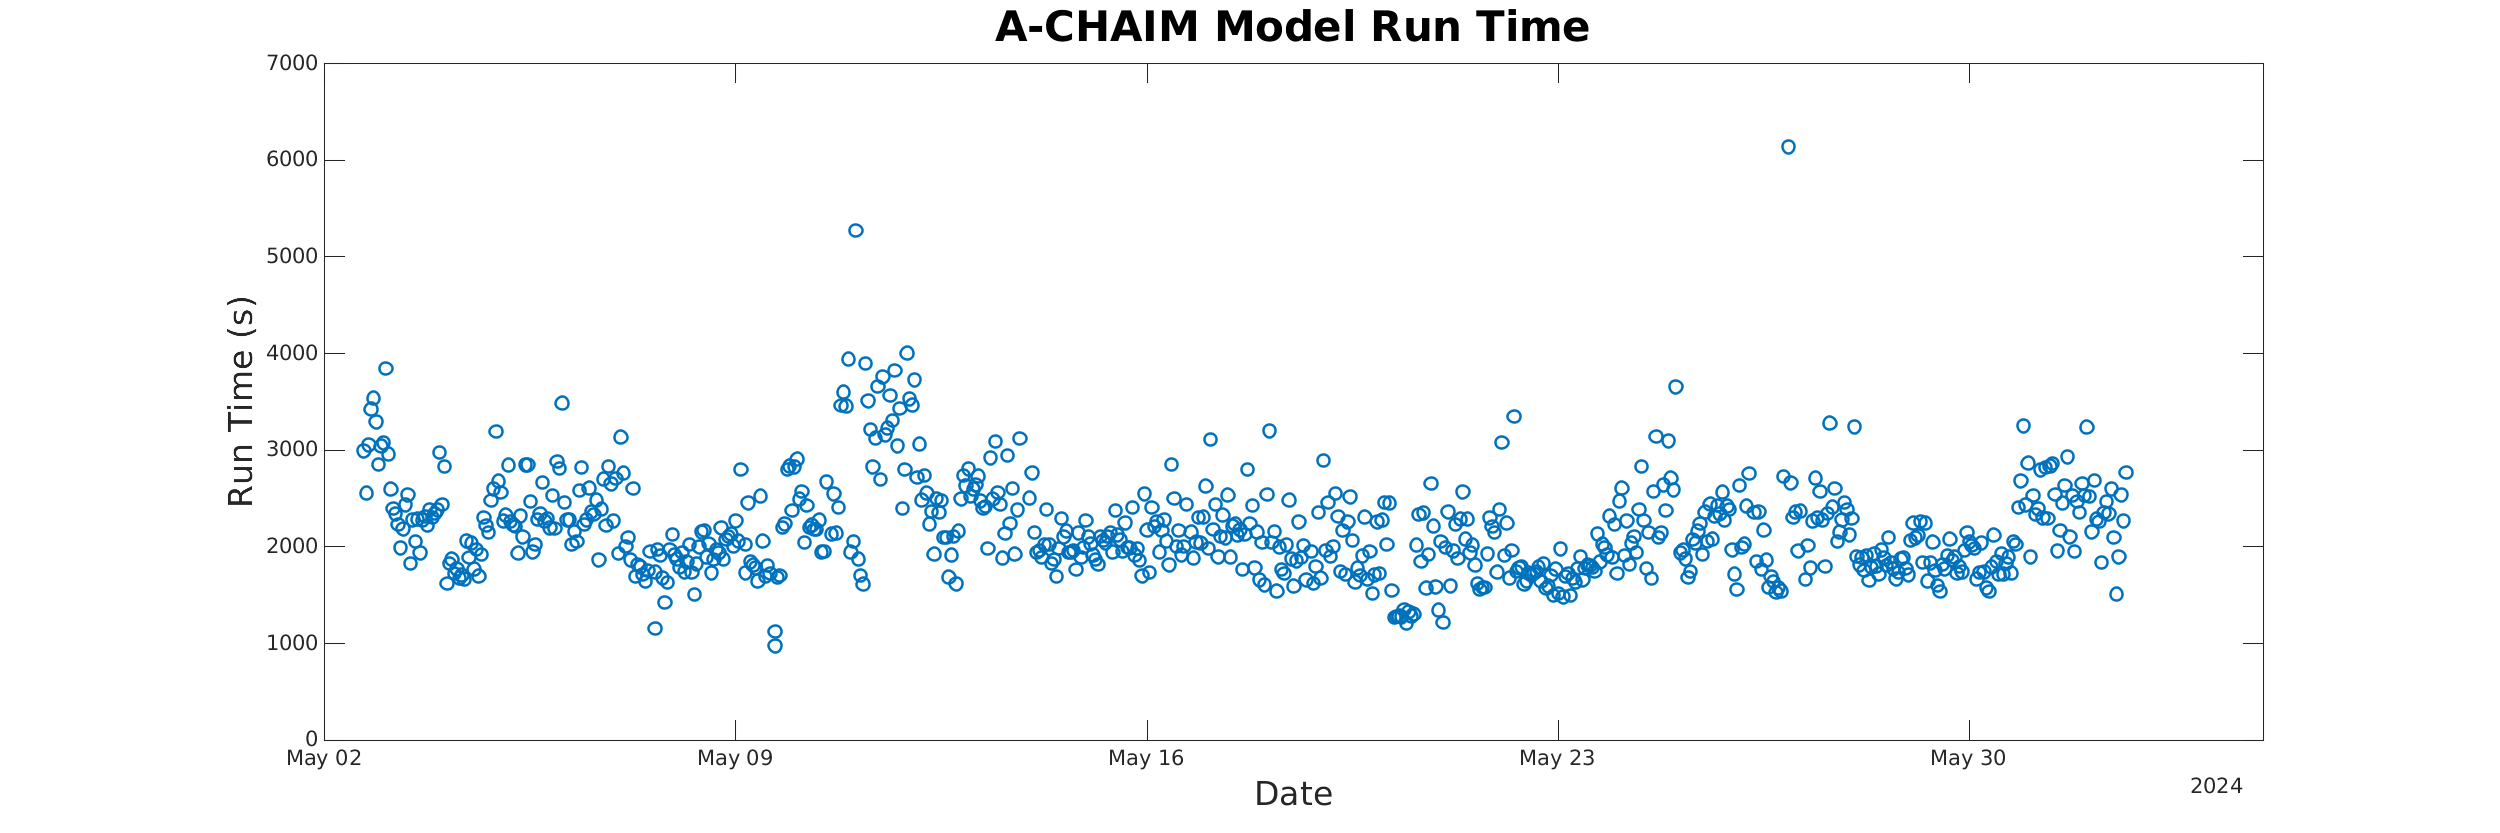 A-CHAIM Model Run Time
7000
6000
5000
4000
3000
2000
1000
0
Run Time (s)
May 02
May 09
May 16
May 23
May 30
Date
2024